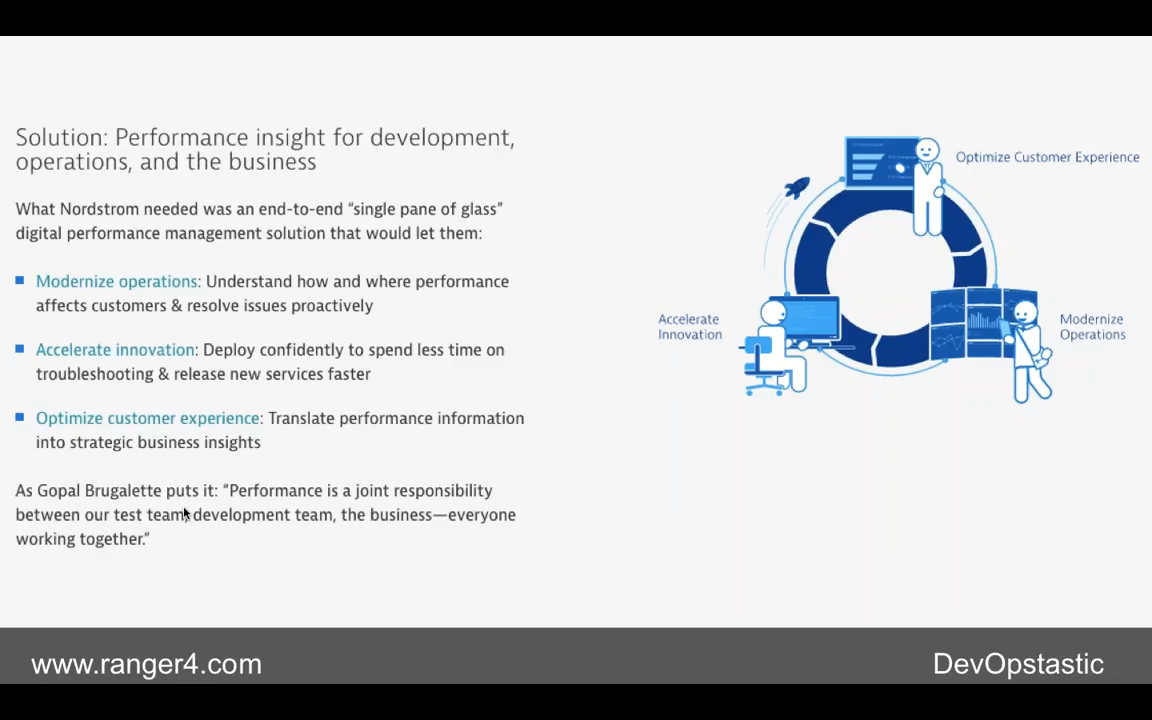 Solution: Performance insight for development,
operations, and the business
What Nordstrom needed was an end-to-end “single pane of glass”
digital performance management solution that would let them:
Modernize operations: Understand how and where performance
affects customers & resolve issues proactively
Accelerate innovation: Deploy confidently to spend less time on
troubleshooting & release new services faster
Optimize customer experience: Translate performance information
into strategic business insights
As Gopal Brugalette puts it: “Performance is a joint responsibility
between our test team, development team, the business—everyone
working together.”
Optimize Customer Experience
Accelerate
Innovation
Modernize
Operations
www.ranger4.com
DevOpstastic